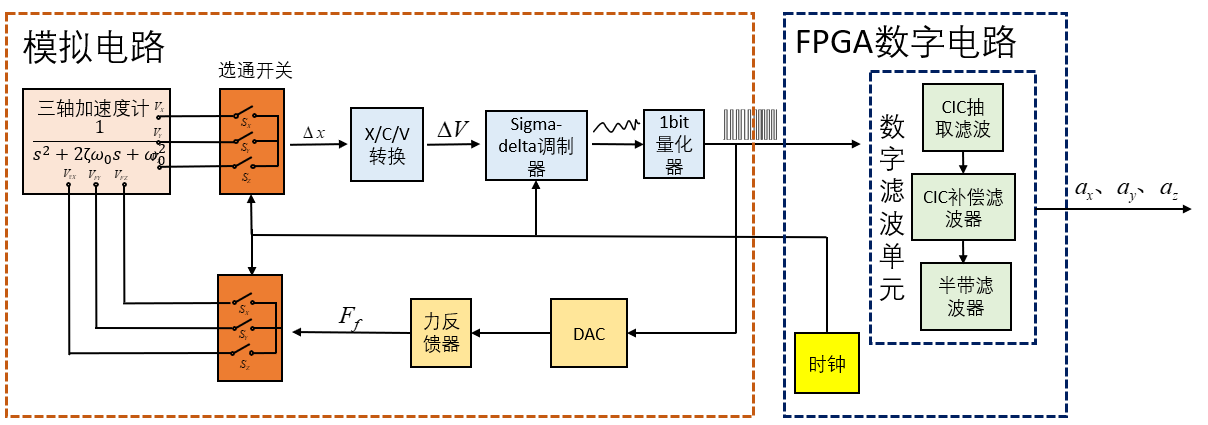 模拟电路
FPGA数字电路
选通开关
三轴加速度计
1
s² + 2ζω₀s + ω₀²
Vx
Vy
VFX
VFY
VFZ
Sx
Sy
Sz
Δx
X/C/V
转换
ΔV
Sigma-
delta调制
器
1bit
量化
器
数字滤波单元
CIC抽
取滤波
CIC补偿滤
波器
半带滤
波器
ax、ay、az
Sx
Sy
Sz
Ff
力反
馈器
DAC
时钟